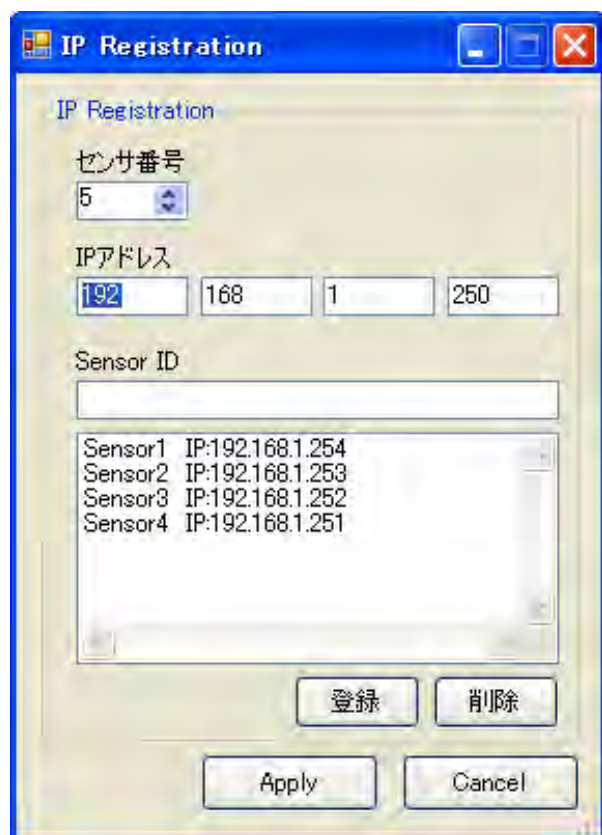 IP Registration
IP Registration
センサ番号
5
IPアドレス
192 168 1 250
Sensor ID
Sensor1 IP:192.168.1.254
Sensor2 IP:192.168.1.253
Sensor3 IP:192.168.1.252
Sensor4 IP:192.168.1.251
登録 削除
Apply Cancel